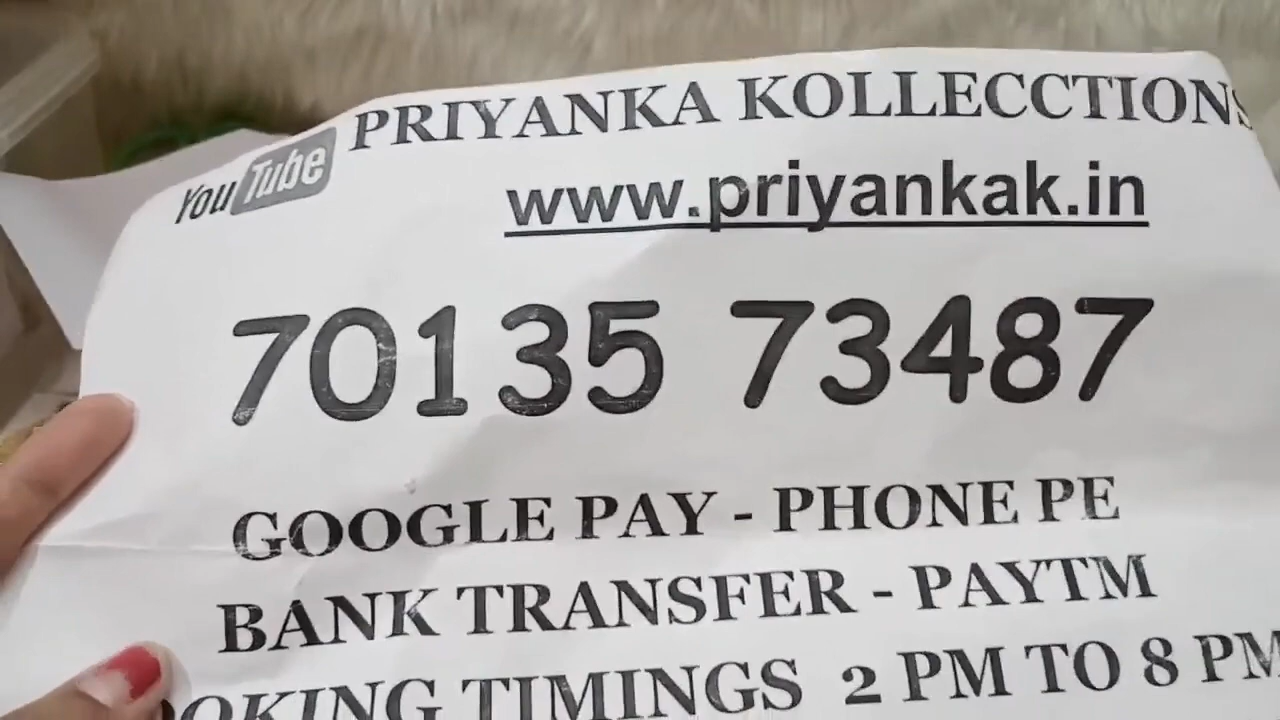 YouTube PRIYANKA KOLLECCTIONS
www.priyankak.in
70135 73487
GOOGLE PAY - PHONE PE
BANK TRANSFER - PAYTM
OKING TIMINGS 2 PM TO 8 PM